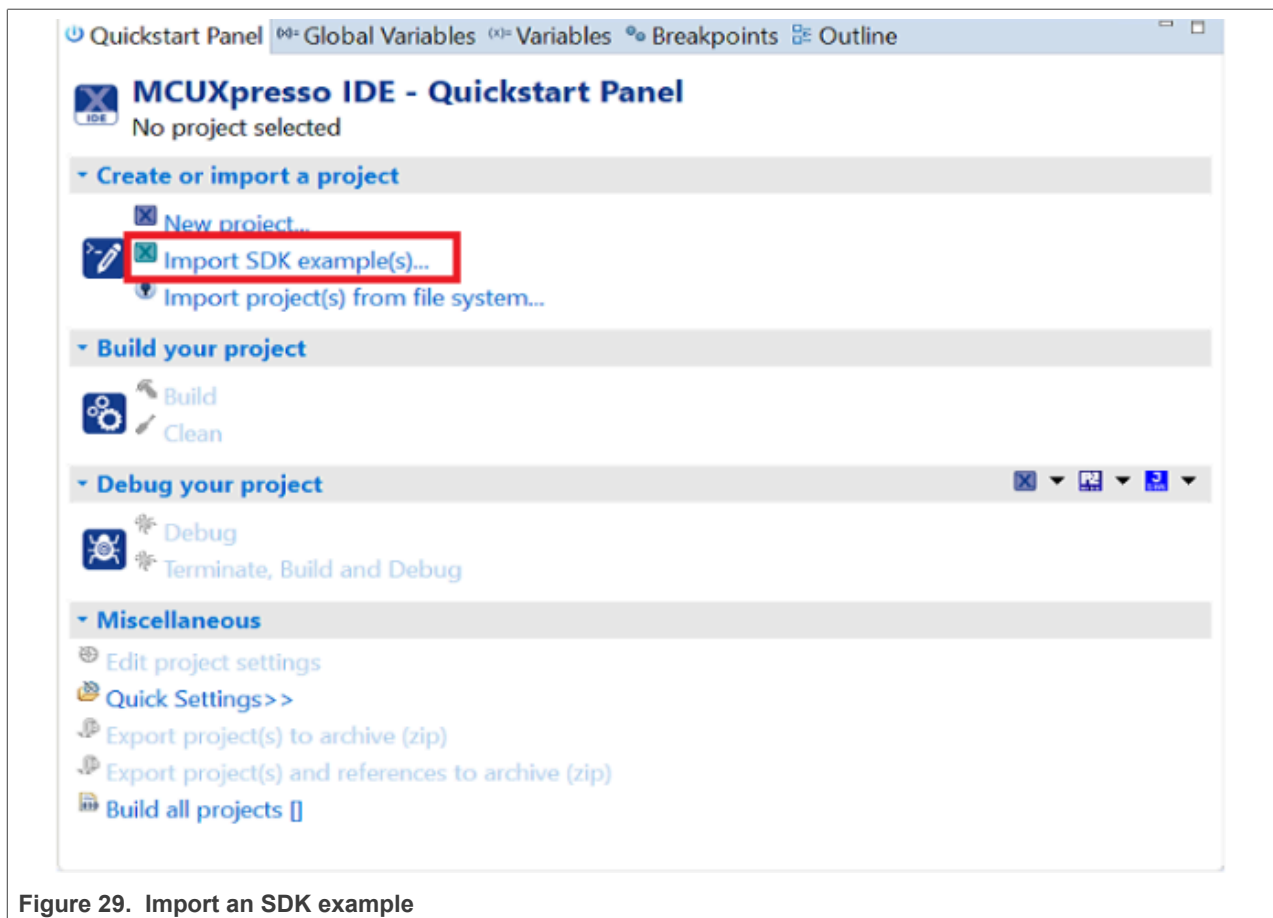 Quickstart Panel (x)= Global Variables (x)= Variables Breakpoints Outline
MCUXpresso IDE - Quickstart Panel
IDE
No project selected
Create or import a project
New project...
Import SDK example(s)...
Import project(s) from file system...
Build your project
Build
Clean
Debug your project
Debug
Terminate, Build and Debug
Miscellaneous
Edit project settings
Quick Settings>>
Export project(s) to archive (zip)
Export project(s) and references to archive (zip)
Build all projects []
Figure 29. Import an SDK example